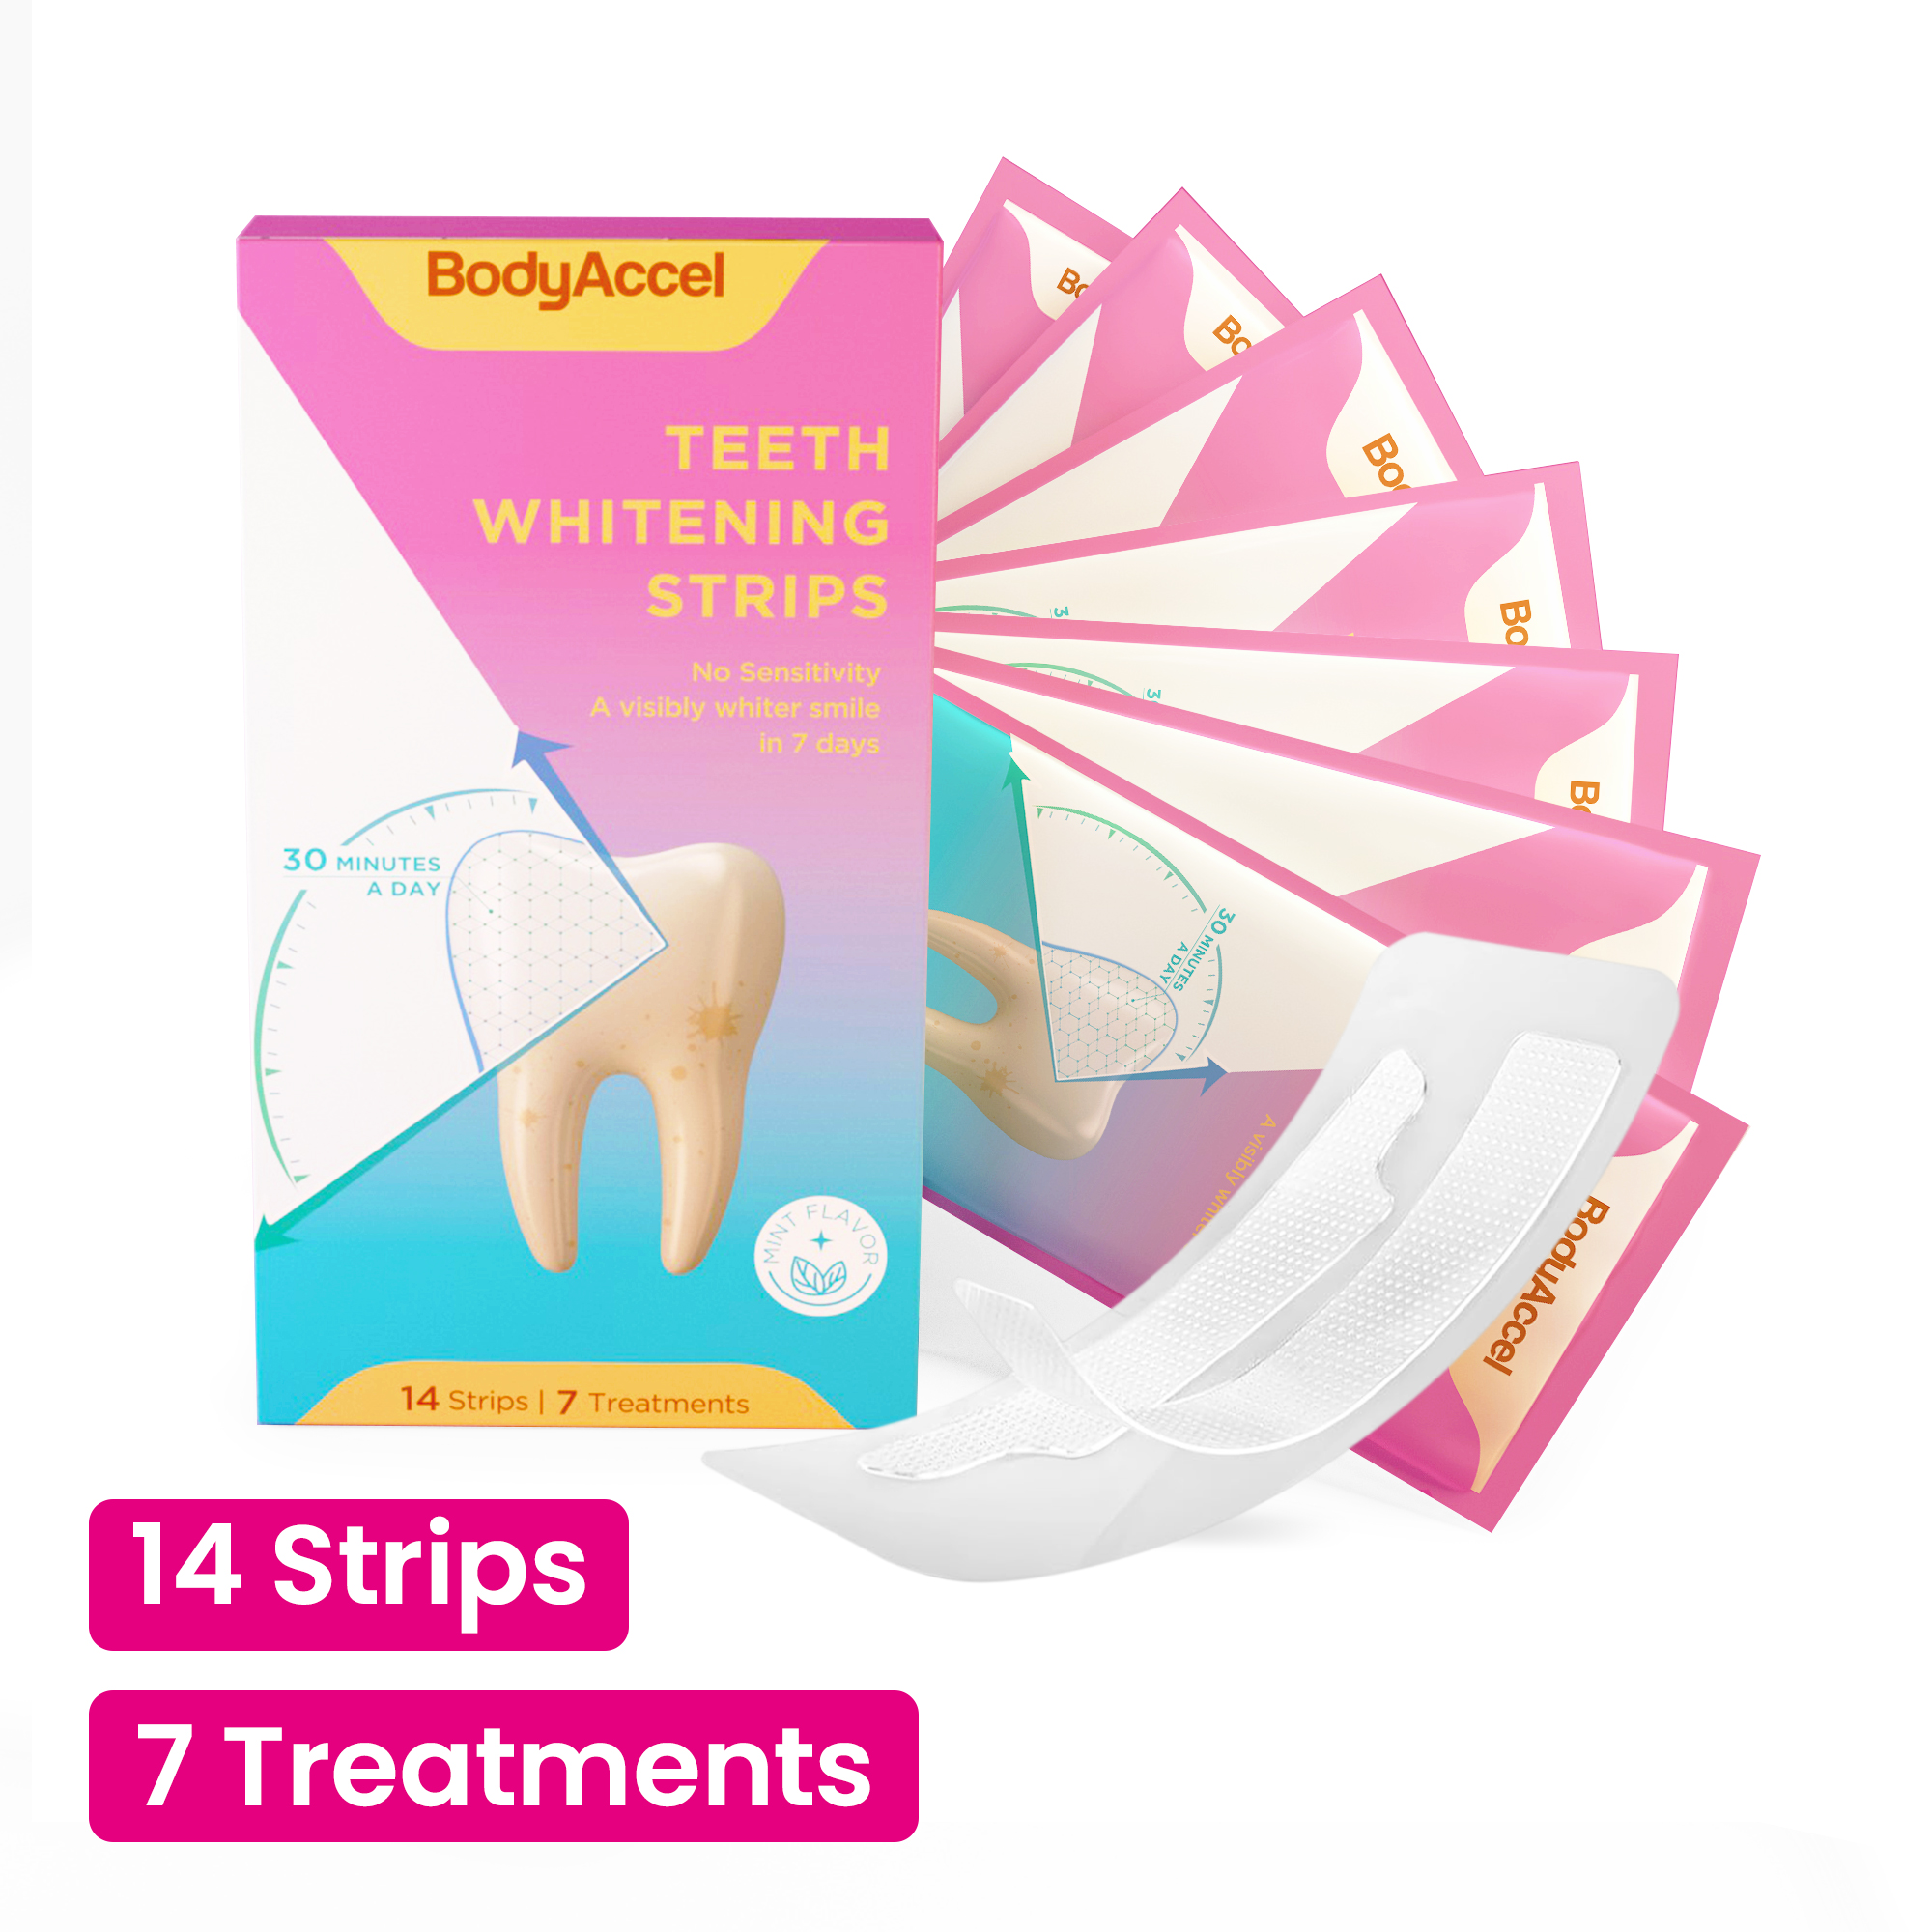 BodyAccel
TEETH
WHITENING
STRIPS
No Sensitivity
A visibly whiter smile
in 7 days
30 MINUTES
A DAY
MINT FLAVOR
14 Strips | 7 Treatments
30 MINUTES
A DAY
A visibly
BodyAccel
14 Strips
7 Treatments